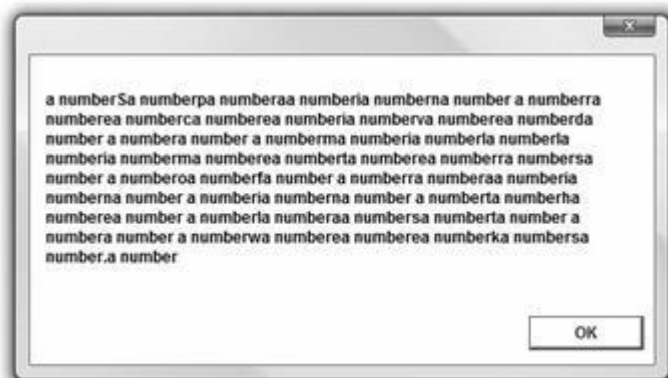 a numberSa numberpa numberaa numberia numberna number a numberra
numberea numberca numberea numberia numberva numberea numberda
number a numbera number a numberma numberia numberla numberla
numberia numberma numberea numberta numberea numberra numbersa
number a numberoa numberfa number a numberra numberaa numberia
numberna number a numberia numberna number a numberta numberha
numberea number a numberla numberaa numbersa numberta number a
numbera number a numberwa numberea numberea numberka numbersa
number.a number
OK